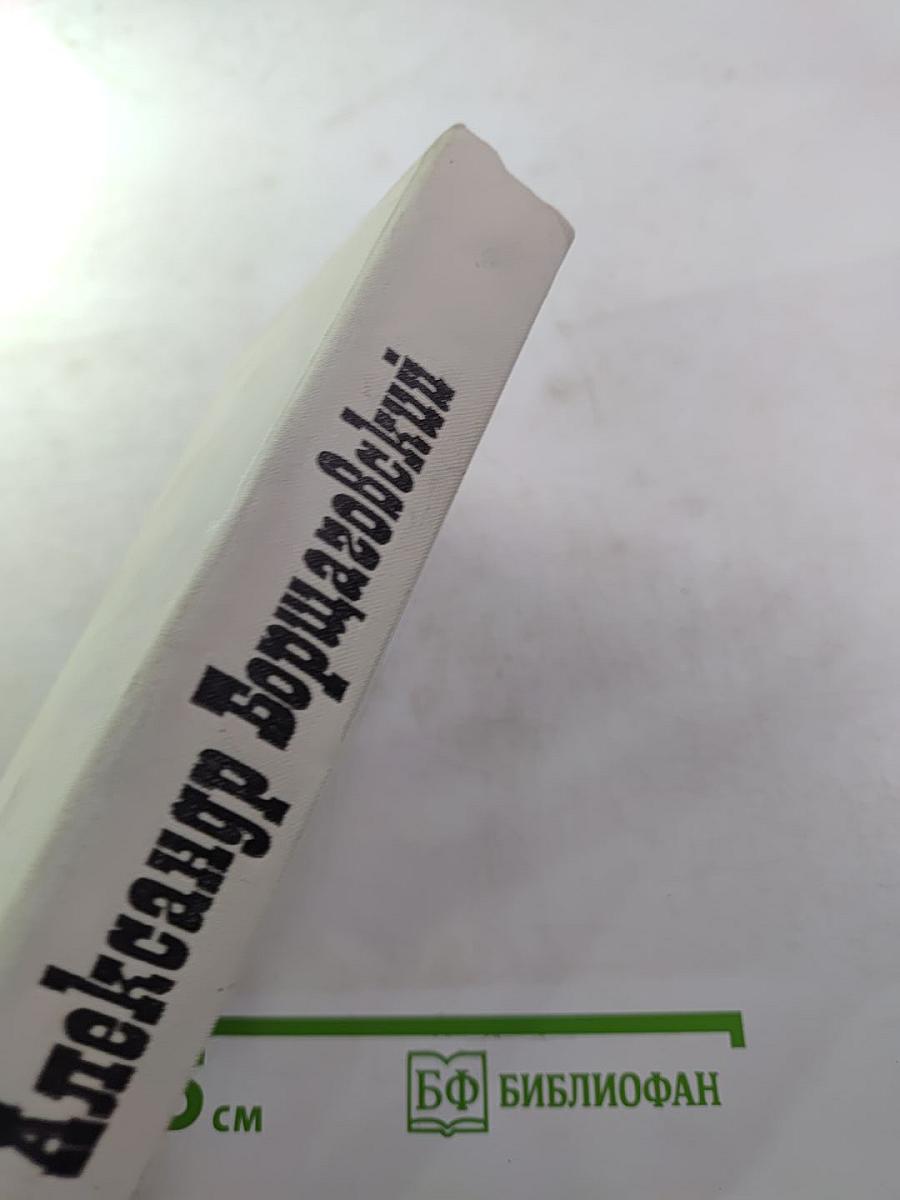 Александр Борщаговский
см
БФ БИБЛИОФАН